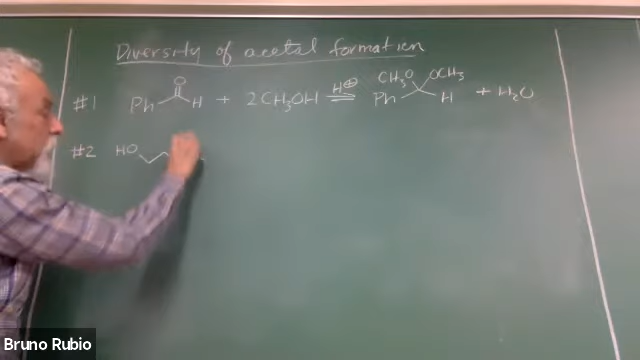 Diversity of acetal formation
#1 Ph O H + 2CH₃OH H⊕ ⇌ CH₃O OCH₃ Ph H + H₂O
#2 HO
Bruno Rubio